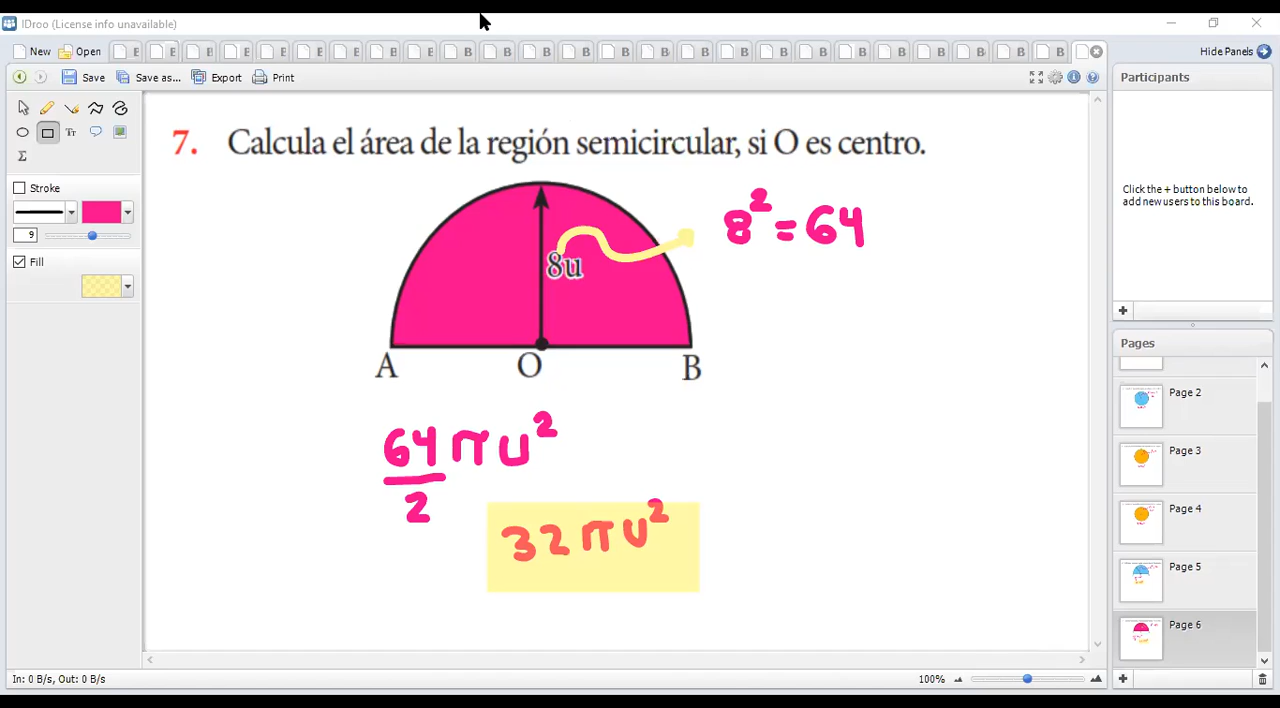 IDroo (License info unavailable)
New Open E E B E E E E B E B B B B B B B B B B B B B B B Hide Panels
Save Save as... Export Print
Participants
7. Calcula el área de la región semicircular, si O es centro.
Tt
Σ
Stroke
9
Fill
8² = 64
8u
A O B
64/2 π u²
32 π u²
Click the + button below to
add new users to this board.
Pages
Page 2
Page 3
Page 4
Page 5
Page 6
In: 0 B/s, Out: 0 B/s
100%